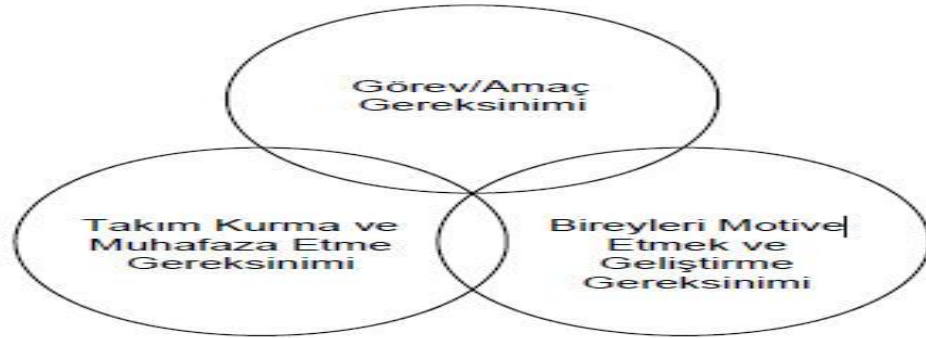 Görev/Amaç
Gereksinimi
Takım Kurma ve
Muhafaza Etme
Gereksinimi
Bireyleri Motive
Etmek ve
Geliştirme
Gereksinimi